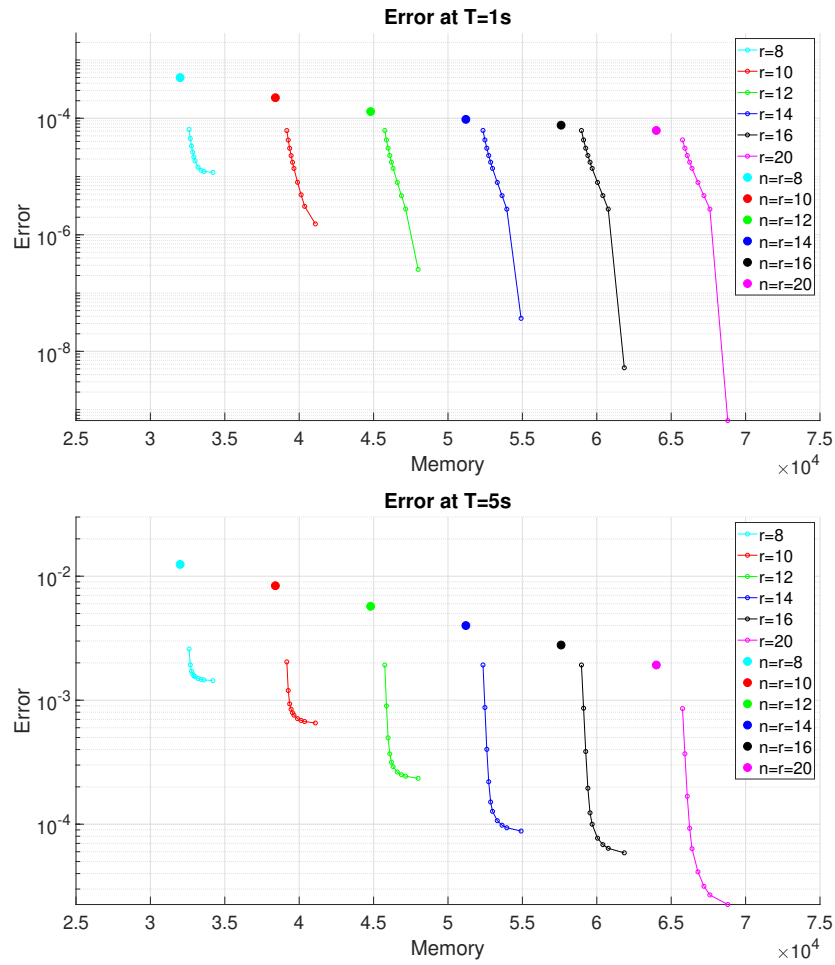 Error at T=1s
Error
10^-4
10^-6
10^-8
2.5 3 3.5 4 4.5 5 5.5 6 6.5 7 7.5
Memory
×10^4
r=8
r=10
r=12
r=14
r=16
r=20
n=r=8
n=r=10
n=r=12
n=r=14
n=r=16
n=r=20
Error at T=5s
Error
10^-2
10^-3
10^-4
2.5 3 3.5 4 4.5 5 5.5 6 6.5 7 7.5
Memory
×10^4
r=8
r=10
r=12
r=14
r=16
r=20
n=r=8
n=r=10
n=r=12
n=r=14
n=r=16
n=r=20